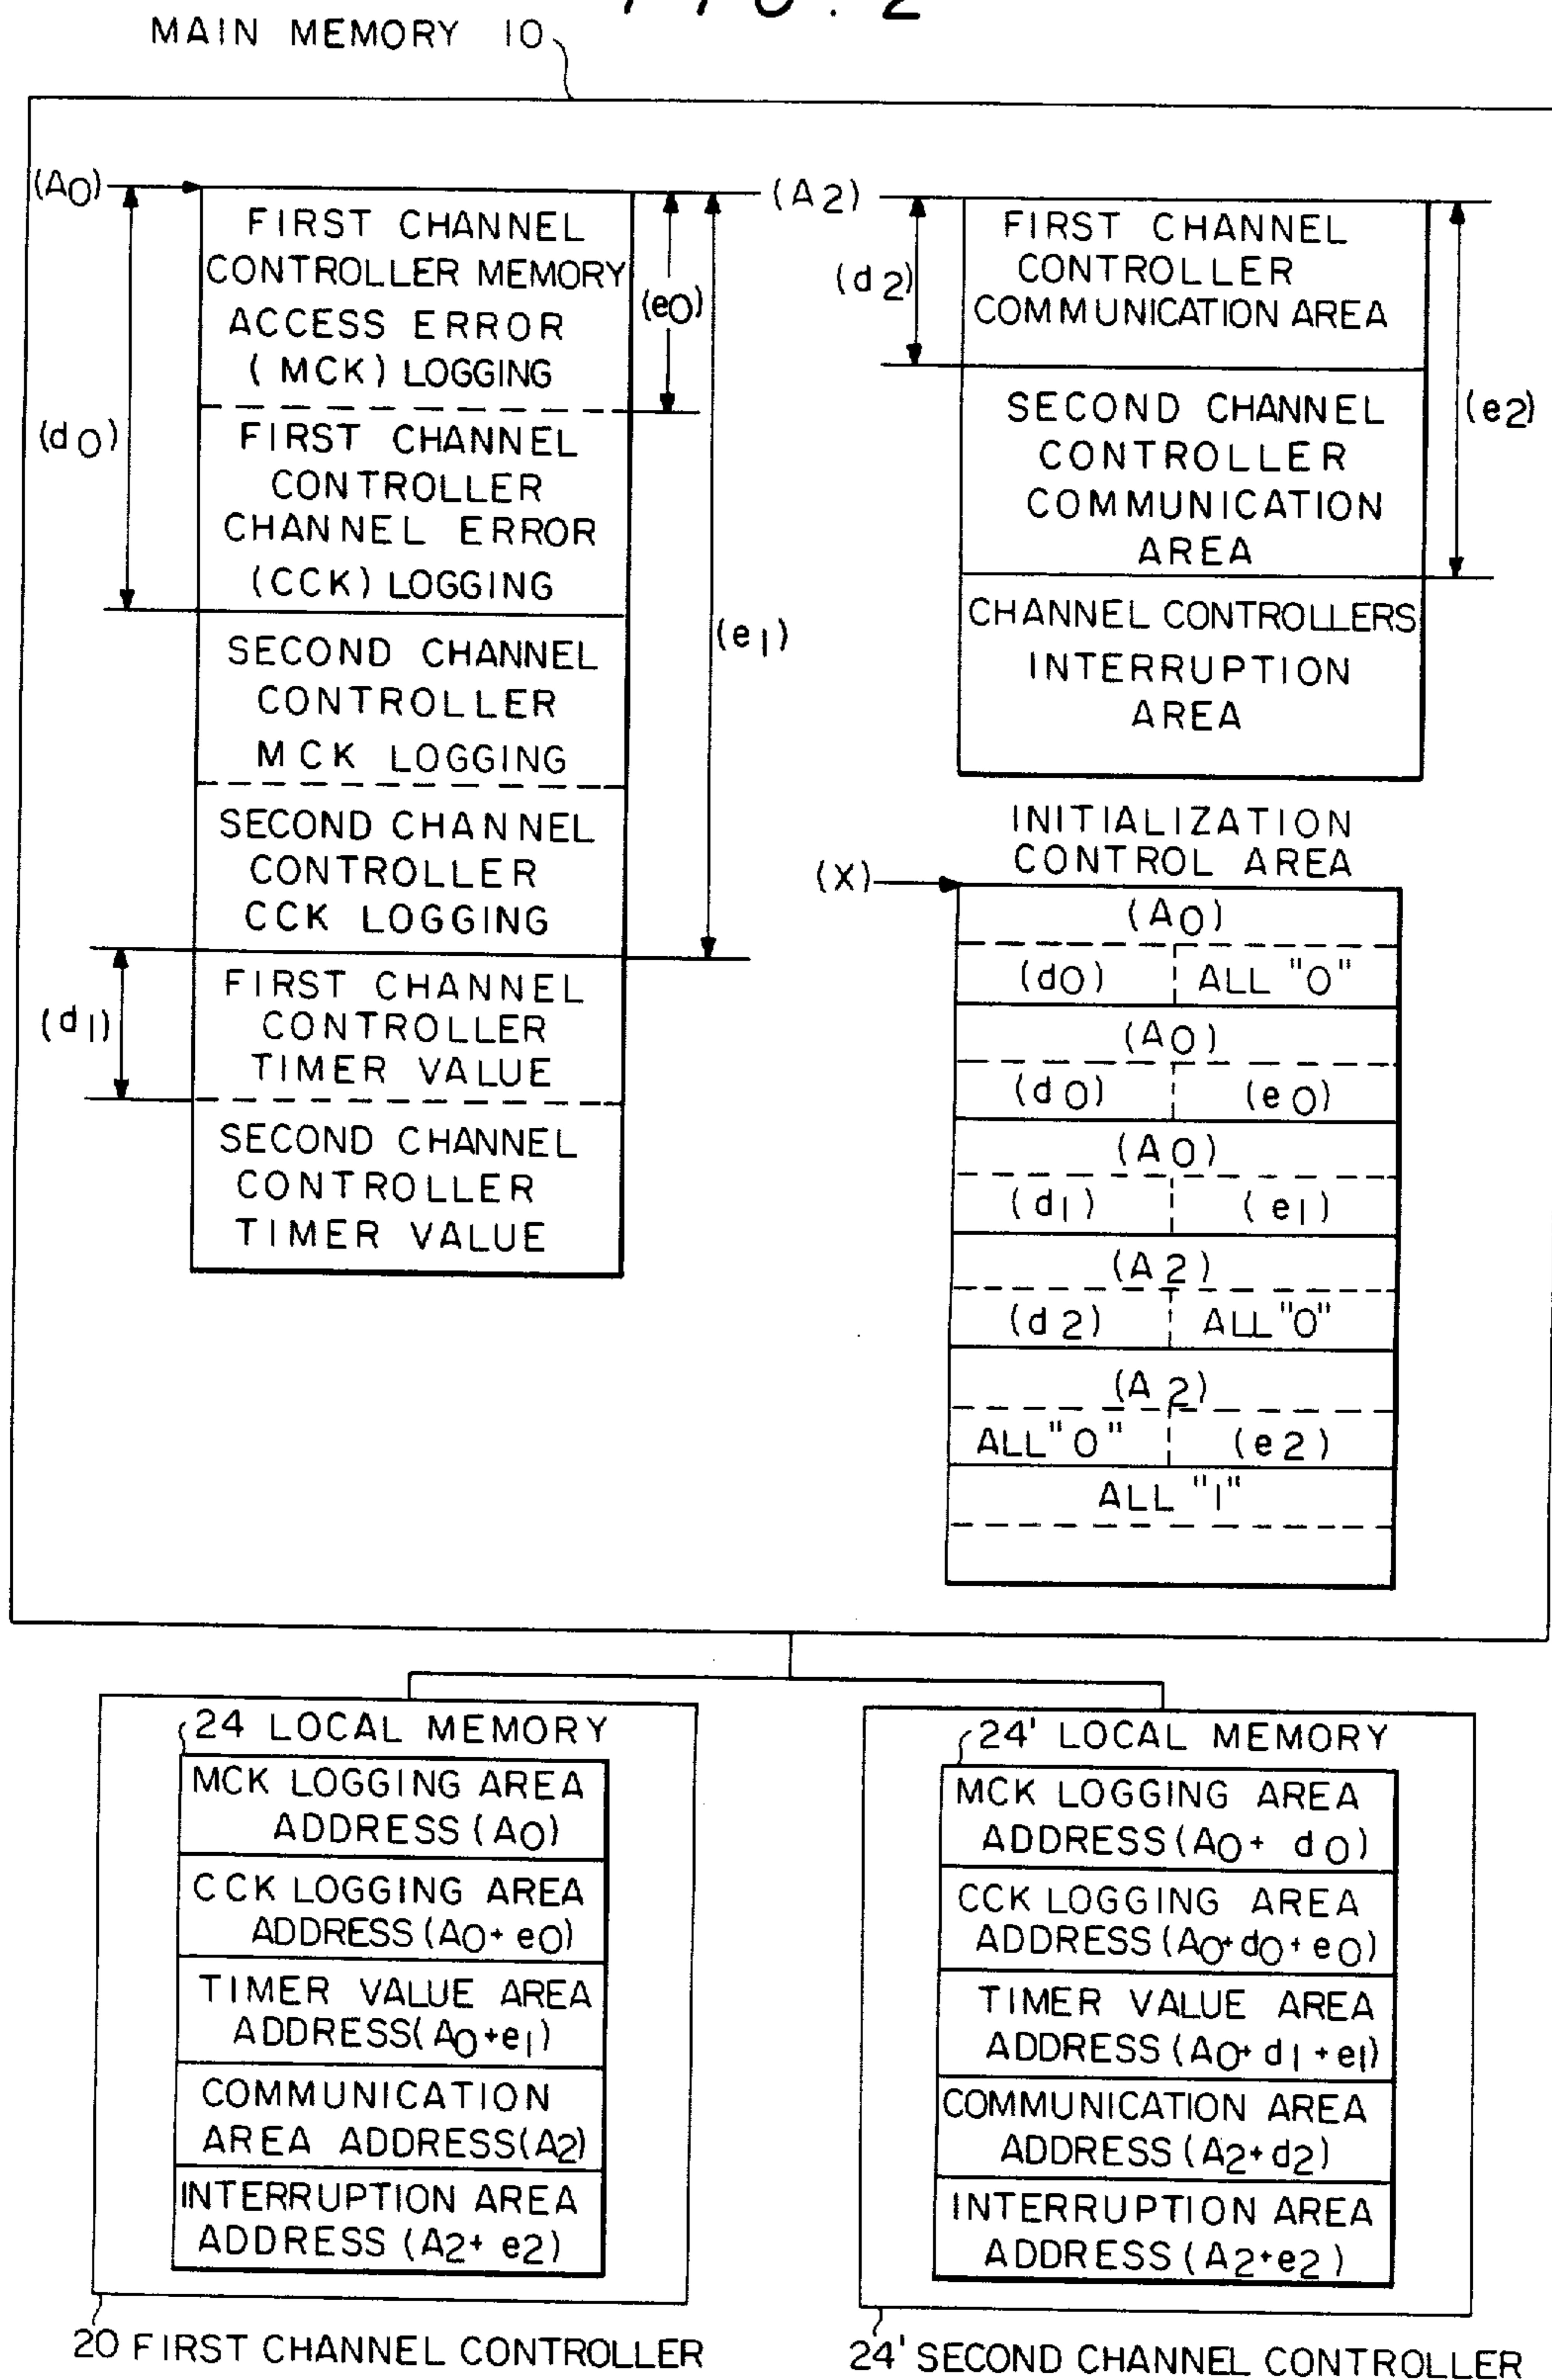 FIG. 2
MAIN MEMORY 10
(A0)
FIRST CHANNEL
CONTROLLER MEMORY
ACCESS ERROR
(MCK) LOGGING
(e0)
(d0)
FIRST CHANNEL
CONTROLLER
CHANNEL ERROR
(CCK) LOGGING
(e1)
SECOND CHANNEL
CONTROLLER
MCK LOGGING
SECOND CHANNEL
CONTROLLER
CCK LOGGING
(d1)
FIRST CHANNEL
CONTROLLER
TIMER VALUE
SECOND CHANNEL
CONTROLLER
TIMER VALUE
(A2)
(d2)
FIRST CHANNEL
CONTROLLER
COMMUNICATION AREA
(e2)
SECOND CHANNEL
CONTROLLER
COMMUNICATION
AREA
CHANNEL CONTROLLERS
INTERRUPTION
AREA
INITIALIZATION
CONTROL AREA
(X)
(A0)
(d0) ALL "0"
(A0)
(d0) (e0)
(A0)
(d1) (e1)
(A2)
(d2) ALL "0"
(A2)
ALL "0" (e2)
ALL "1"
24 LOCAL MEMORY
MCK LOGGING AREA
ADDRESS (A0)
CCK LOGGING AREA
ADDRESS (A0+ e0)
TIMER VALUE AREA
ADDRESS(A0+e1)
COMMUNICATION
AREA ADDRESS(A2)
INTERRUPTION AREA
ADDRESS (A2+ e2)
20 FIRST CHANNEL CONTROLLER
24' LOCAL MEMORY
MCK LOGGING AREA
ADDRESS (A0+ d0)
CCK LOGGING AREA
ADDRESS (A0+d0+e0)
TIMER VALUE AREA
ADDRESS (A0+ d1+e1)
COMMUNICATION AREA
ADDRESS (A2+d2)
INTERRUPTION AREA
ADDRESS (A2+e2)
24' SECOND CHANNEL CONTROLLER